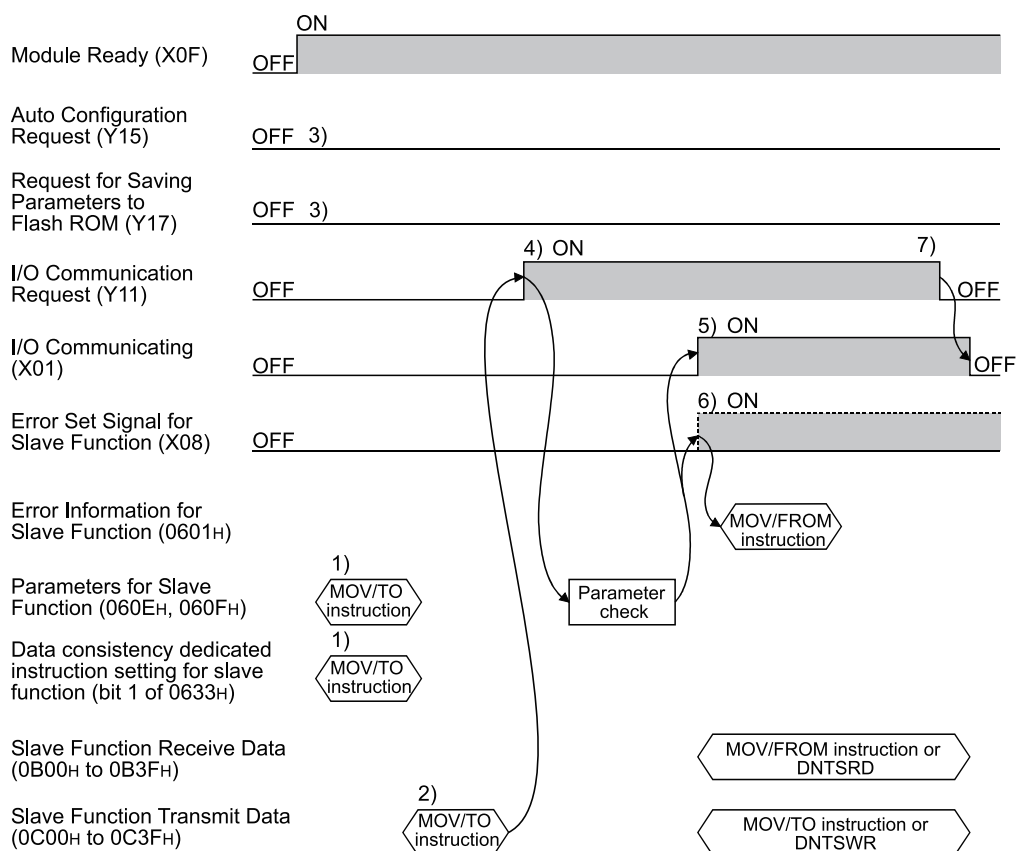 ON
Module Ready (X0F)
OFF
Auto Configuration
Request (Y15)
OFF 3)
Request for Saving
Parameters to
Flash ROM (Y17)
OFF 3)
4) ON
7)
I/O Communication
Request (Y11)
OFF
OFF
5) ON
I/O Communicating
(X01)
OFF
OFF
6) ON
Error Set Signal for
Slave Function (X08)
OFF
Error Information for
Slave Function (0601H)
MOV/FROM
instruction
1)
Parameters for Slave
Function (060EH, 060FH)
MOV/TO
instruction
Parameter
check
1)
Data consistency dedicated
instruction setting for slave
function (bit 1 of 0633H)
MOV/TO
instruction
Slave Function Receive Data
(0B00H to 0B3FH)
MOV/FROM instruction or
DNTSRD
2)
Slave Function Transmit Data
(0C00H to 0C3FH)
MOV/TO
instruction
MOV/TO instruction or
DNTSWR